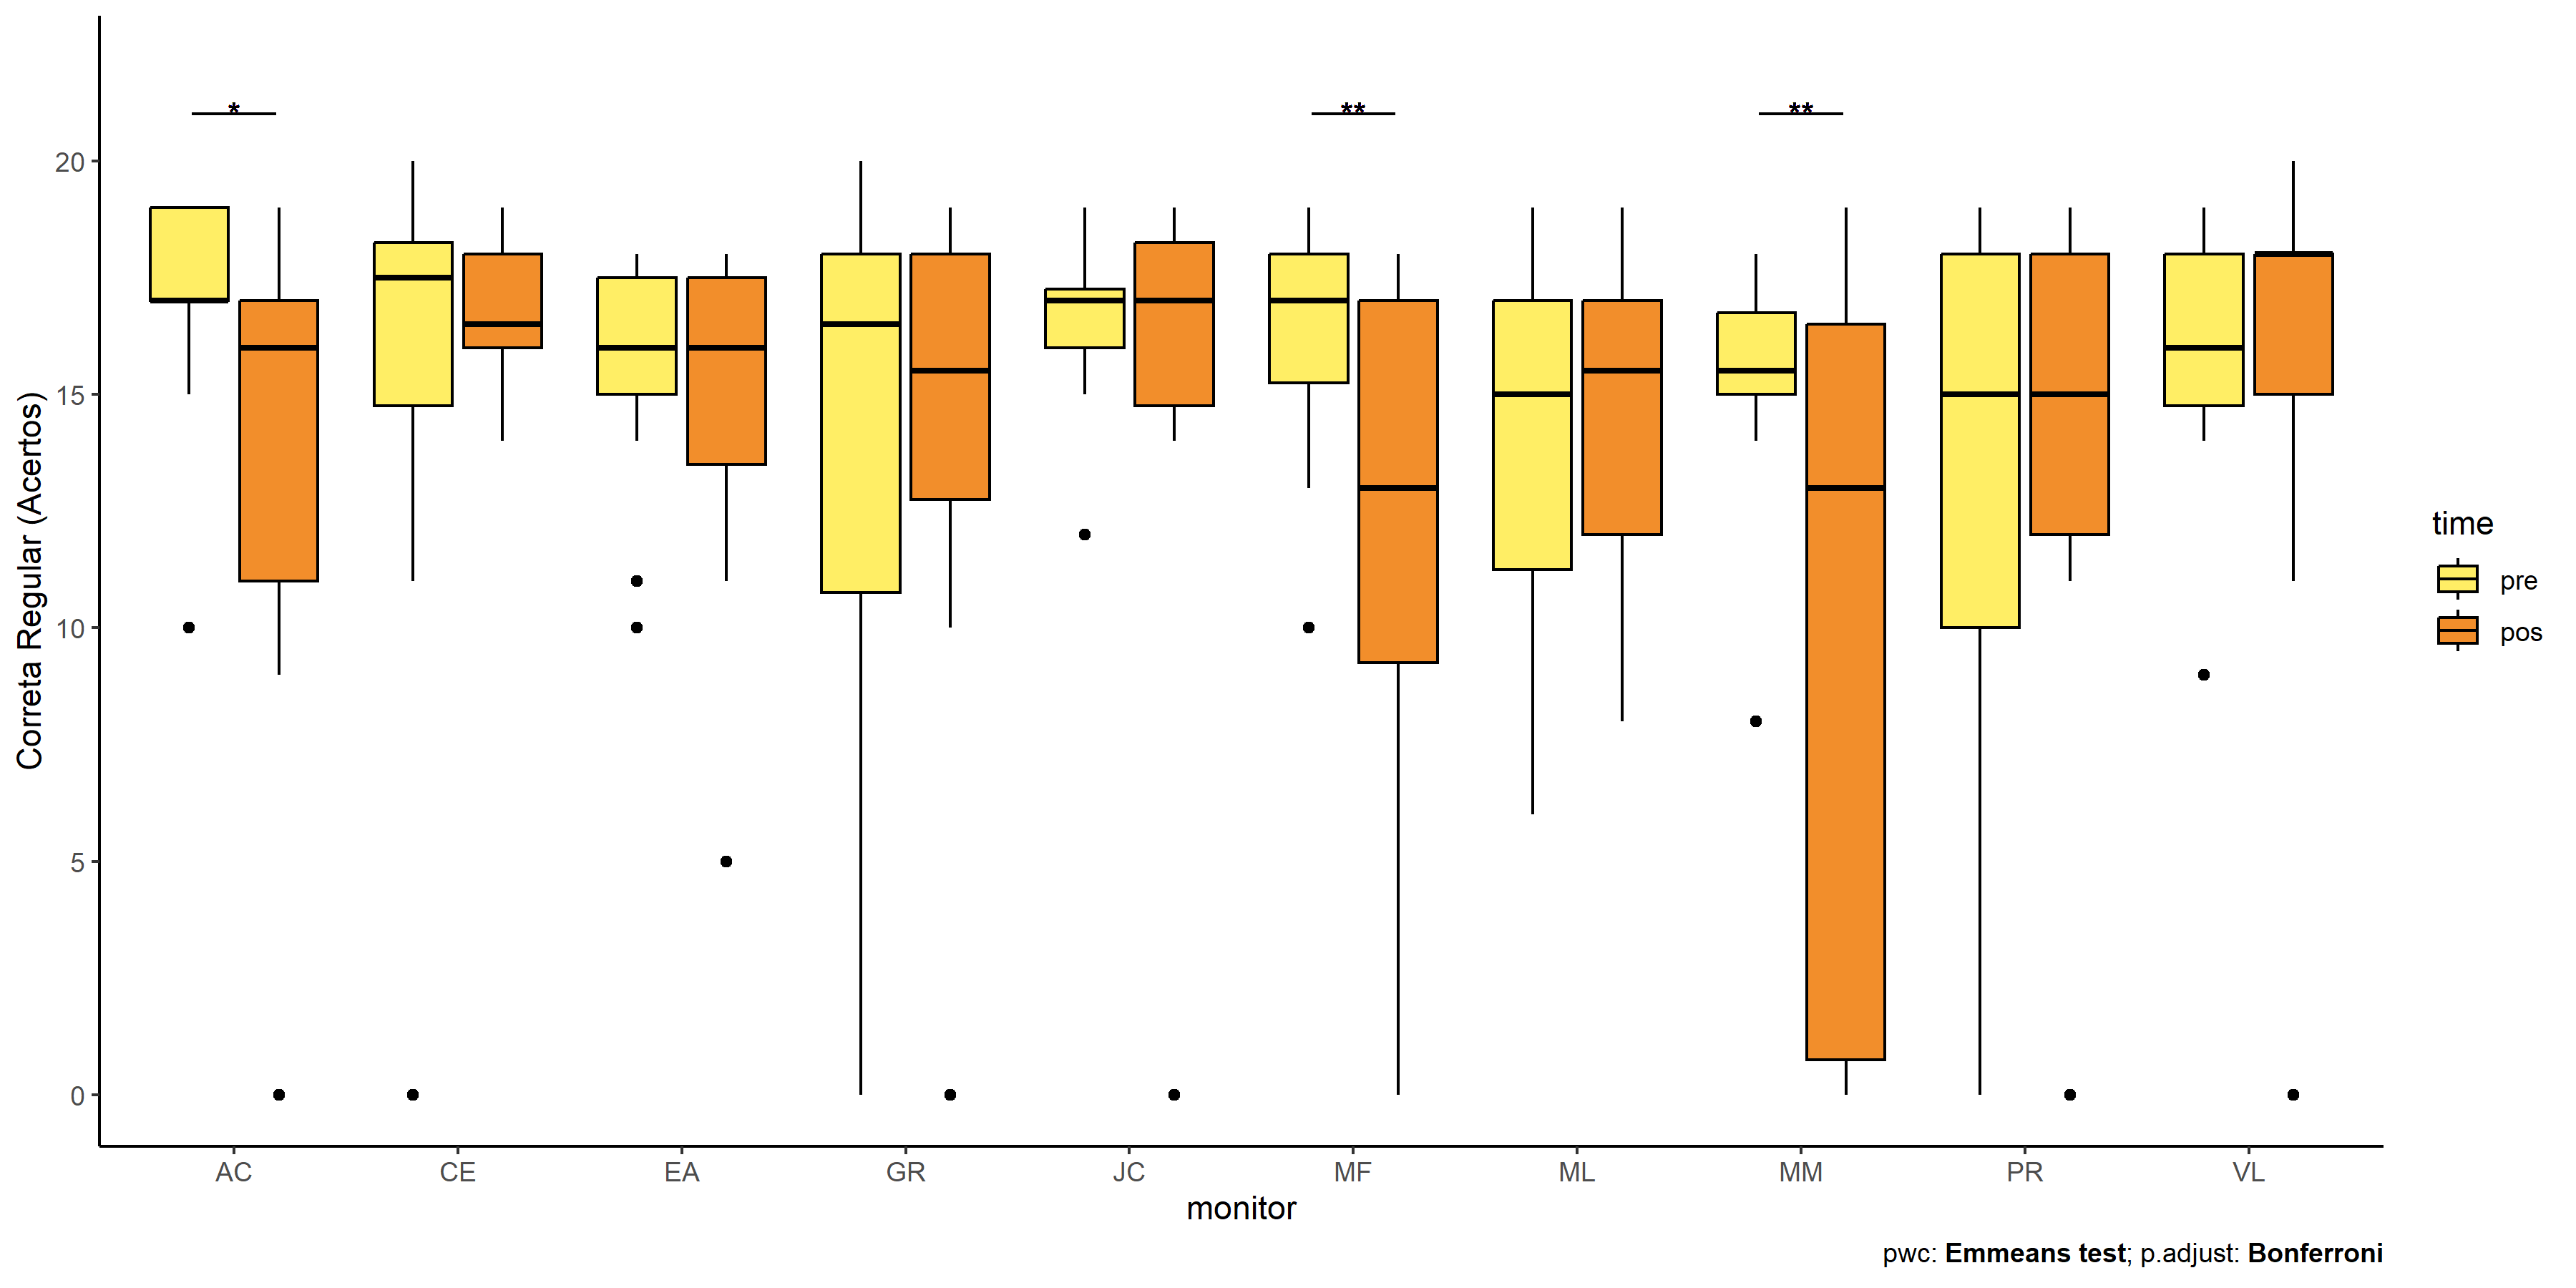 *
**
**
20
15
10
5
0
Correta Regular (Acertos)
AC CE EA GR JC MF ML MM PR VL
monitor
time
pre
pos
pwc: Emmeans test; p.adjust: Bonferroni